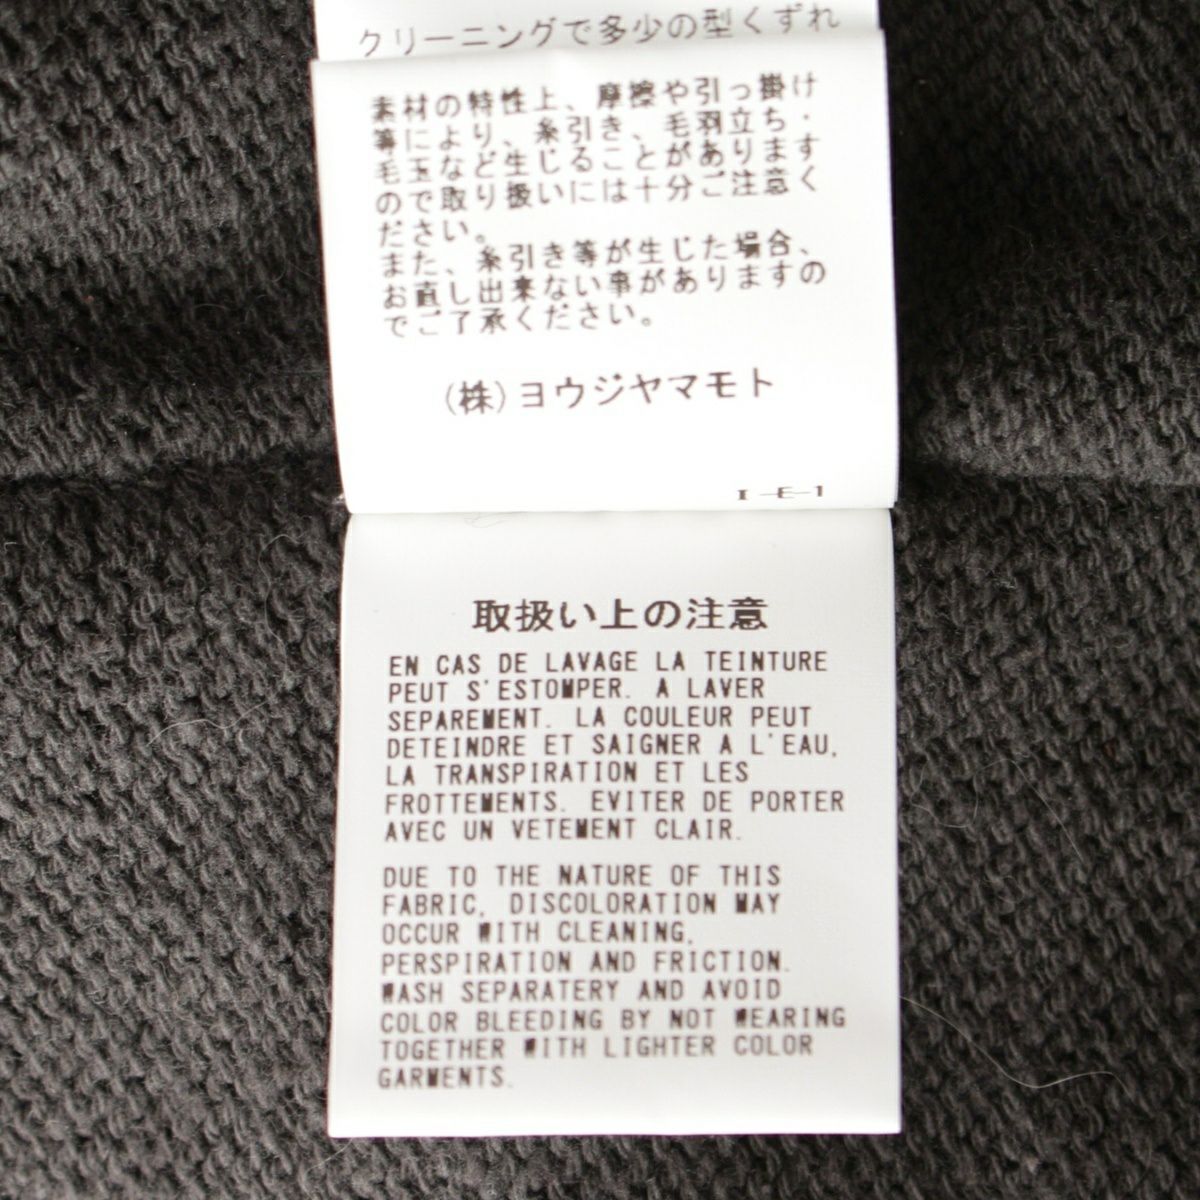 クリーニングで多少の型くずれ
素材の特性上、摩擦や引っ掛け
等により、糸引き、毛羽立ち・
毛玉など生じることがあります
ので取り扱いには十分ご注意く
ださい。
また、糸引き等が生じた場合、
お直し出来ない事がありますの
でご了承ください。
(株)ヨウジヤマモト
I-E-1
取扱い上の注意
EN CAS DE LAVAGE LA TEINTURE
PEUT S'ESTOMPER. A LAVER
SEPAREMENT. LA COULEUR PEUT
DETEINDRE ET SAIGNER A L'EAU,
LA TRANSPIRATION ET LES
FROTTEMENTS. EVITER DE PORTER
AVEC UN VETEMENT CLAIR.
DUE TO THE NATURE OF THIS
FABRIC, DISCOLORATION MAY
OCCUR WITH CLEANING,
PERSPIRATION AND FRICTION.
WASH SEPARATERY AND AVOID
COLOR BLEEDING BY NOT WEARING
TOGETHER WITH LIGHTER COLOR
GARMENTS.